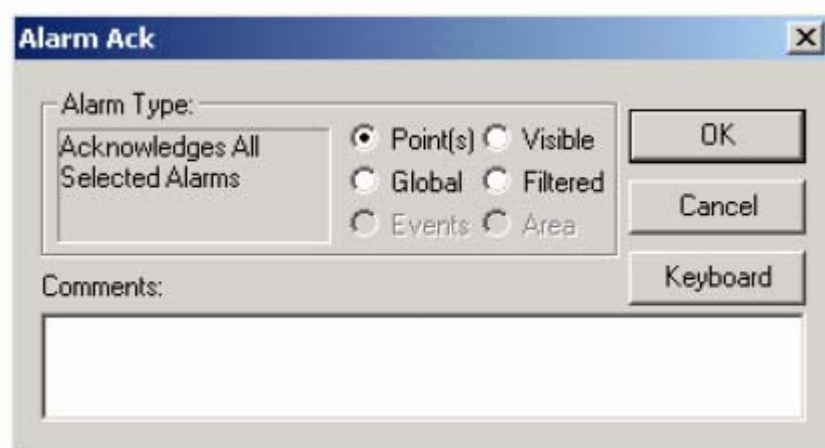 Alarm Ack
Alarm Type:
Acknowledges All
Selected Alarms
Point(s) Visible
Global Filtered
Events Area
OK
Cancel
Keyboard
Comments: